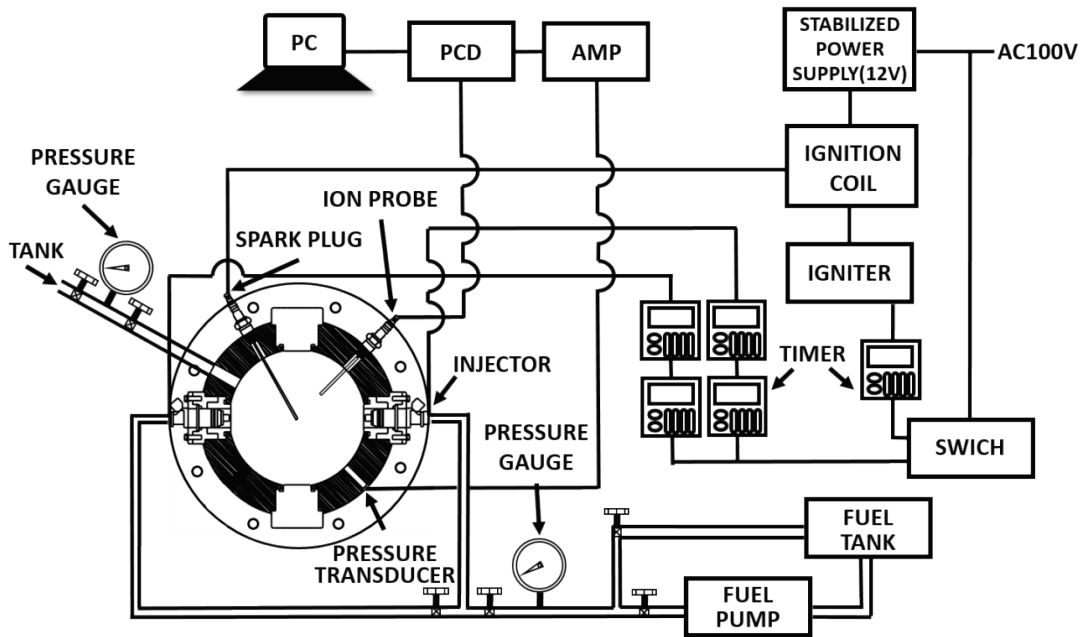 PC
PCD
AMP
STABILIZED
POWER
SUPPLY(12V)
AC100V
PRESSURE
GAUGE
ION PROBE
IGNITION
COIL
TANK
SPARK PLUG
IGNITER
INJECTOR
TIMER
PRESSURE
GAUGE
SWICH
FUEL
TANK
PRESSURE
TRANSDUCER
FUEL
PUMP